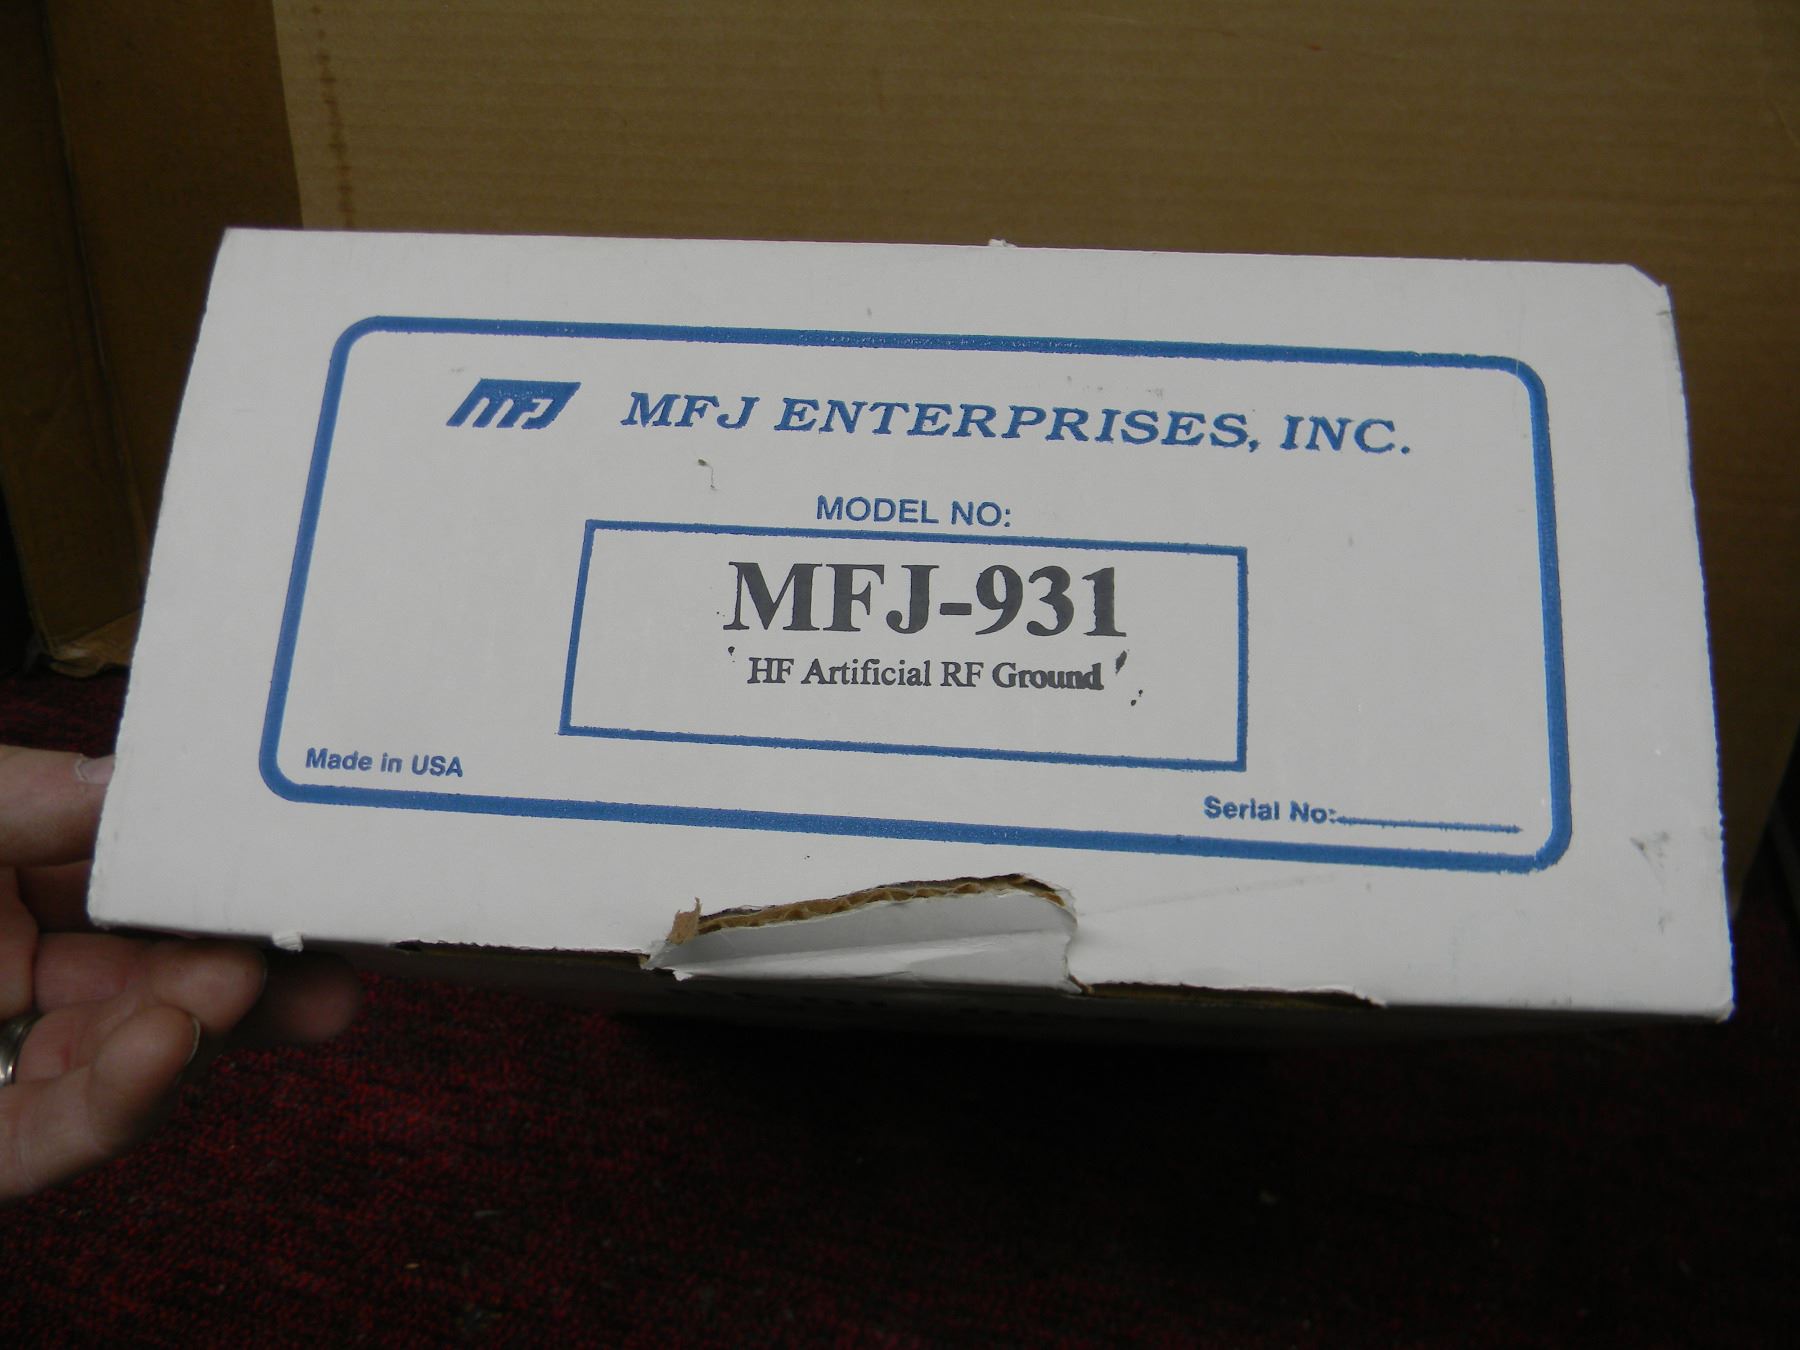 MFJ MFJ ENTERPRISES, INC.
MODEL NO:
MFJ-931
HF Artificial RF Ground
Made in USA
Serial No: